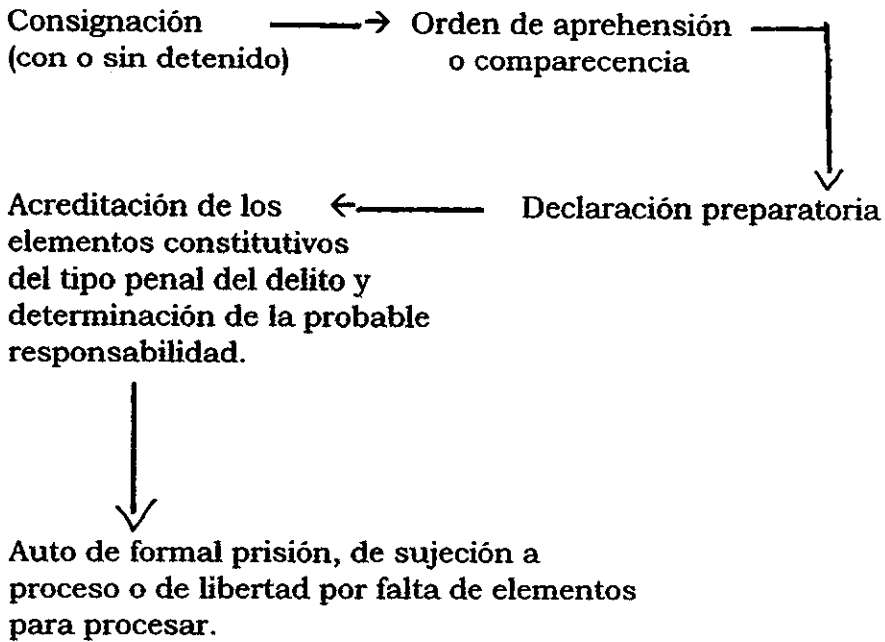 Consignación → Orden de aprehensión
(con o sin detenido) o comparecencia
Declaración preparatoria
Acreditación de los ←
elementos constitutivos
del tipo penal del delito y
determinación de la probable
responsabilidad.
Auto de formal prisión, de sujeción a
proceso o de libertad por falta de elementos
para procesar.